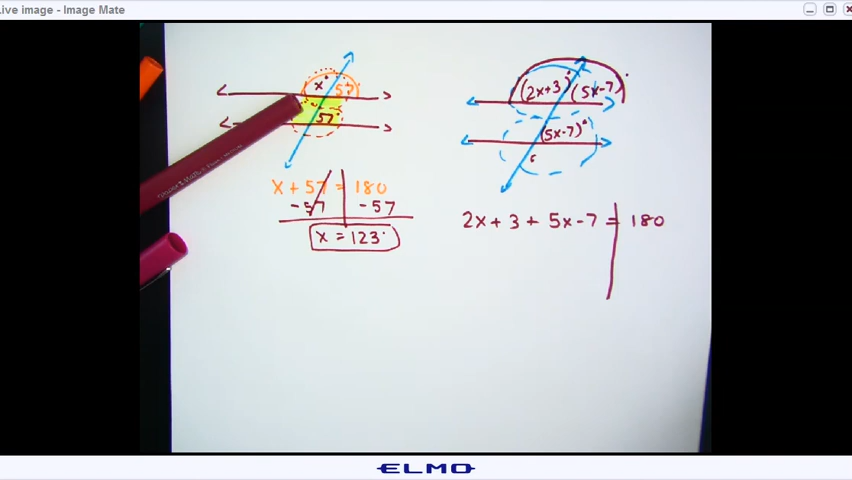 Live image - Image Mate
x° 57°
57°
x + 57 = 180
-57 -57
x = 123°
(2x+3)° (5x-7)°
(5x-7)°
2x + 3 + 5x - 7 = 180
ELMO